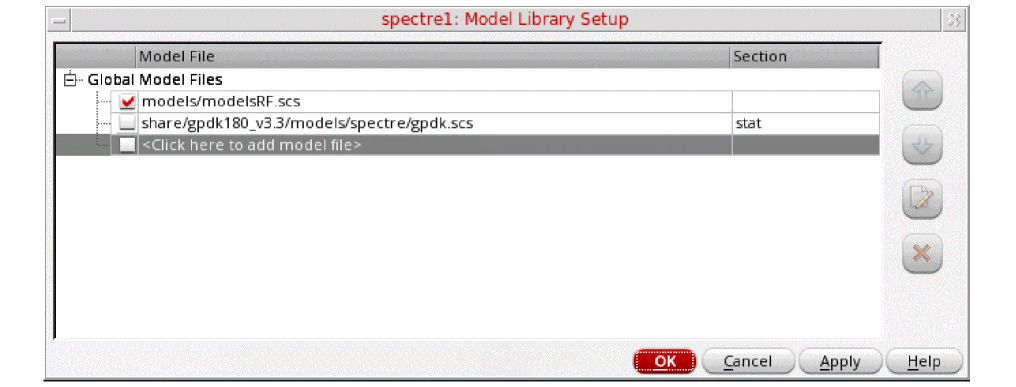 spectre1: Model Library Setup
Model File Section
Global Model Files
models/modelsRF.scs
share/gpdk180_v3.3/models/spectre/gpdk.scs stat
<Click here to add model file>
OK Cancel Apply Help